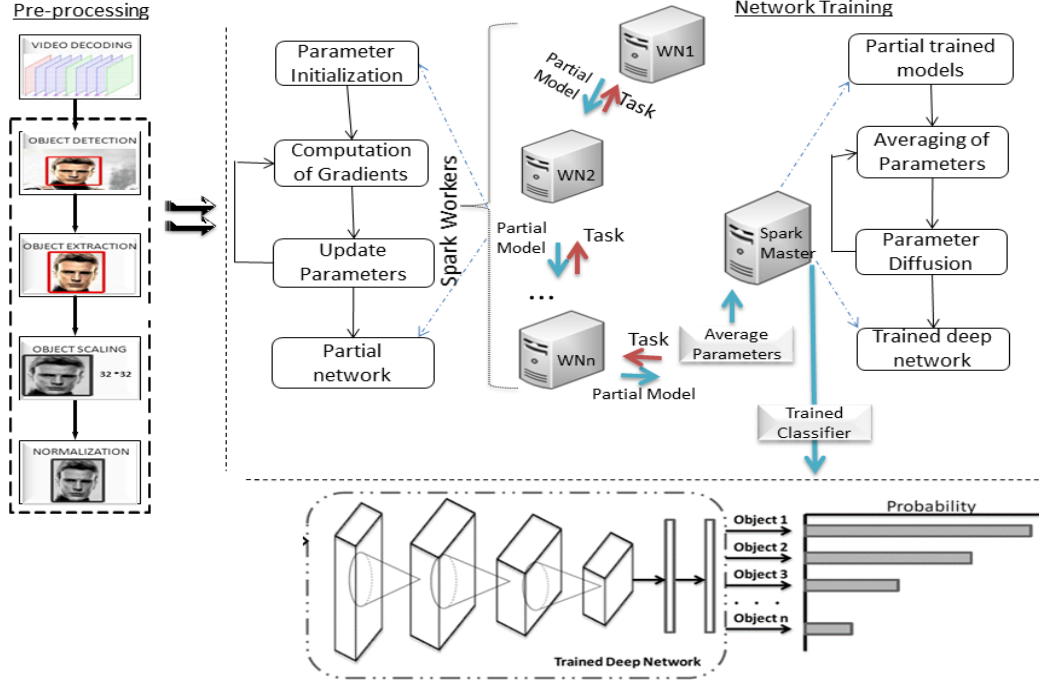 Pre-processing
VIDEO DECODING
OBJECT DETECTION
OBJECT EXTRACTION
OBJECT SCALING
32 *32
NORMALIZATION
Parameter
Initialization
Computation
of Gradients
Update
Parameters
Partial
network
Spark Workers
Network Training
WN1
Partial
Model
Task
WN2
Partial
Model
Task
...
WNn
Task
Partial Model
Average
Parameters
Spark
Master
Trained
Classifier
Partial trained
models
Averaging of
Parameters
Parameter
Diffusion
Trained deep
network
Trained Deep Network
Object 1
Object 2
Object 3
. . . .
Object n
Probability